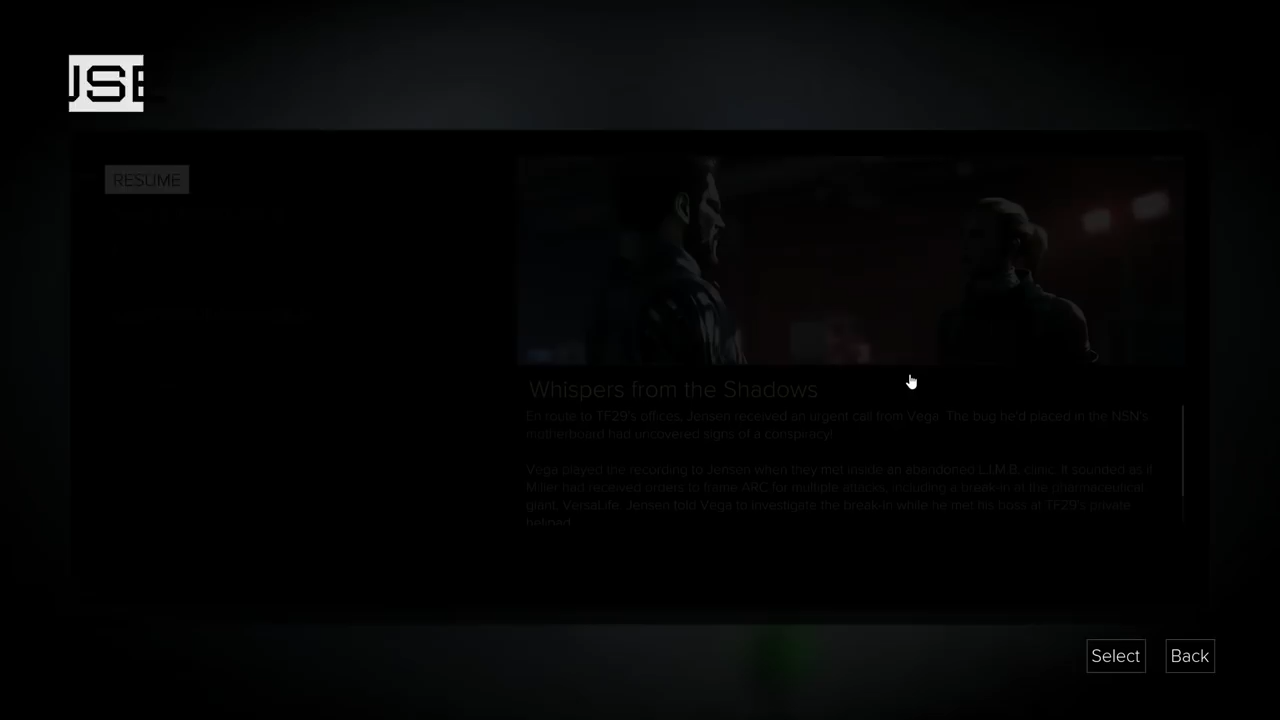 USE
RESUME
Whispers from the Shadows
En route to TF29's offices, Jensen received an urgent call from Vega. The bug he'd placed in the NSN's
motherboard had uncovered signs of a conspiracy!
Vega played the recording to Jensen when they met inside an abandoned L.I.M.B. clinic. It sounded as if
Miller had received orders to frame ARC for multiple attacks, including a break-in at the pharmaceutical
giant, VersaLife. Jensen told Vega to investigate the break-in while he met his boss at TF29's private
helipad.
Select
Back